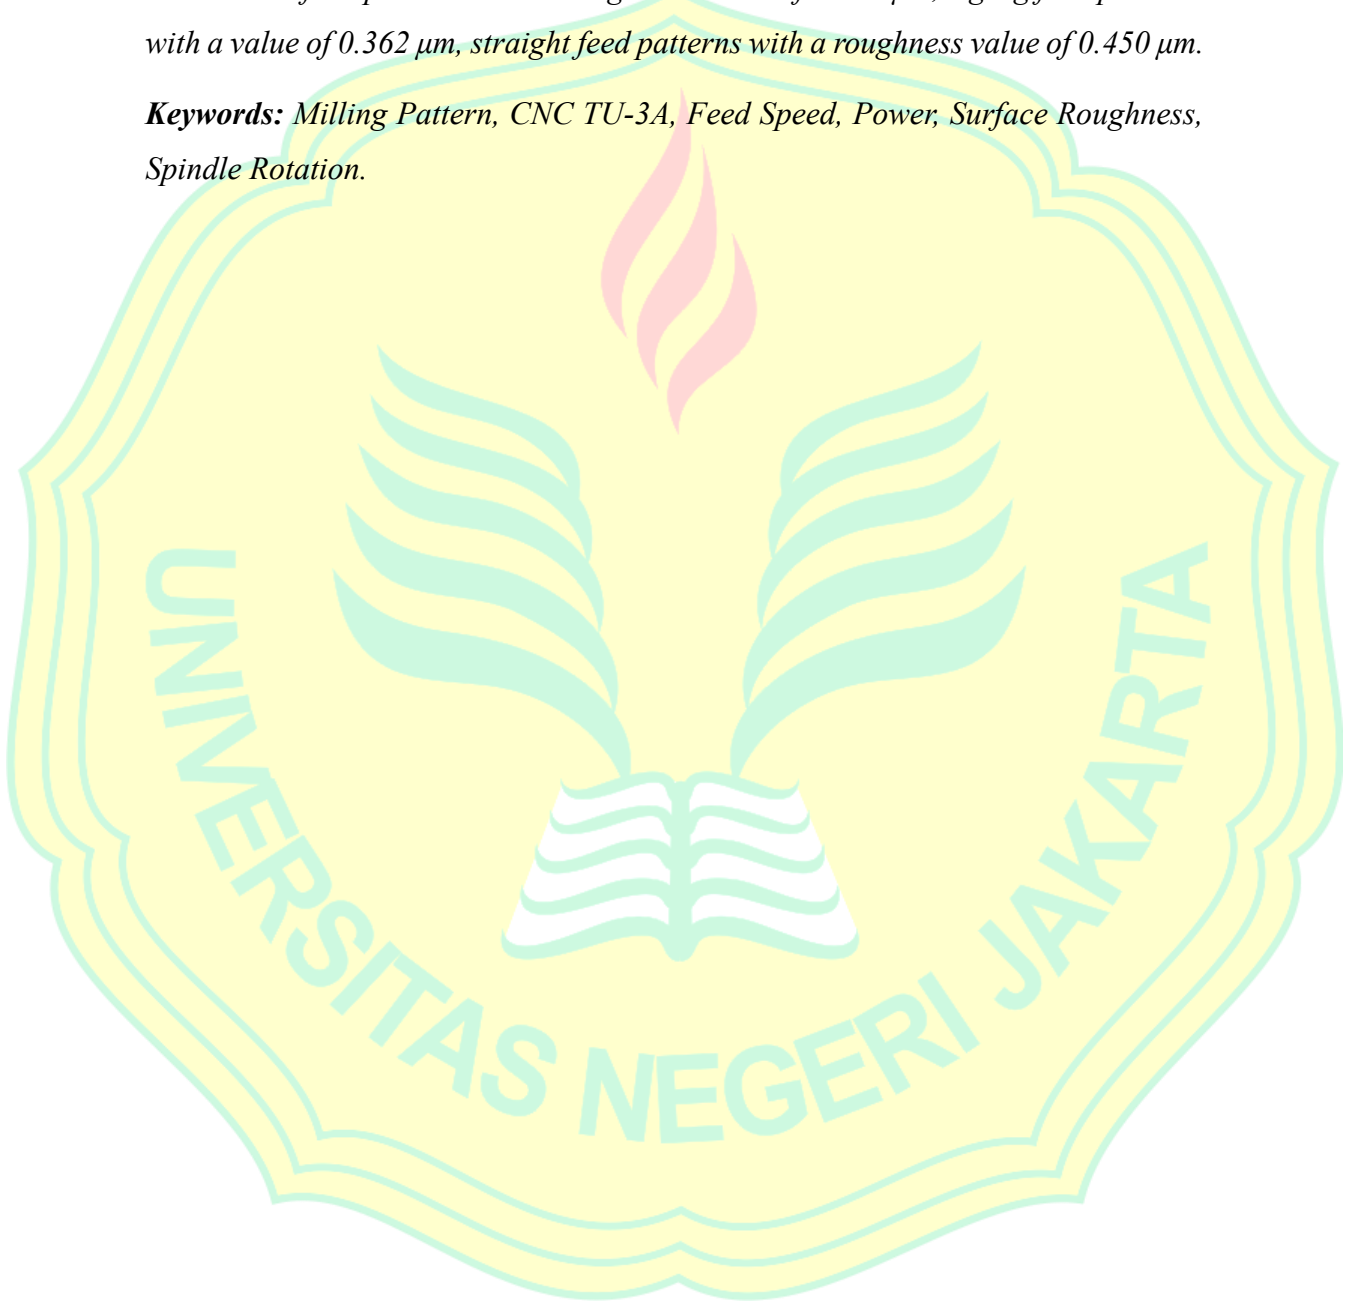 with a value of 0.362 μm, straight feed patterns with a roughness value of 0.450 μm.
Keywords: Milling Pattern, CNC TU-3A, Feed Speed, Power, Surface Roughness,
Spindle Rotation.
UNIVERSITAS NEGERI JAKARTA